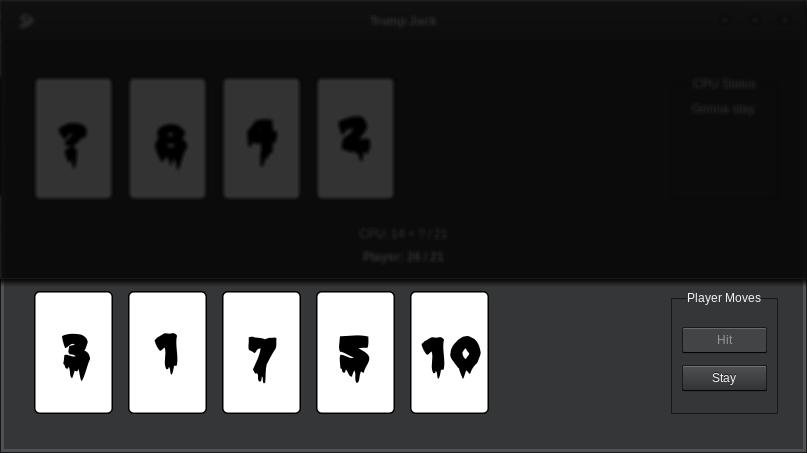 Trump Jack
CPU Status
Gonna stay
? 8 4 2
CPU: 14 + ? / 21
Player: 26 / 21
Player Moves
3 1 7 5 10
Hit
Stay